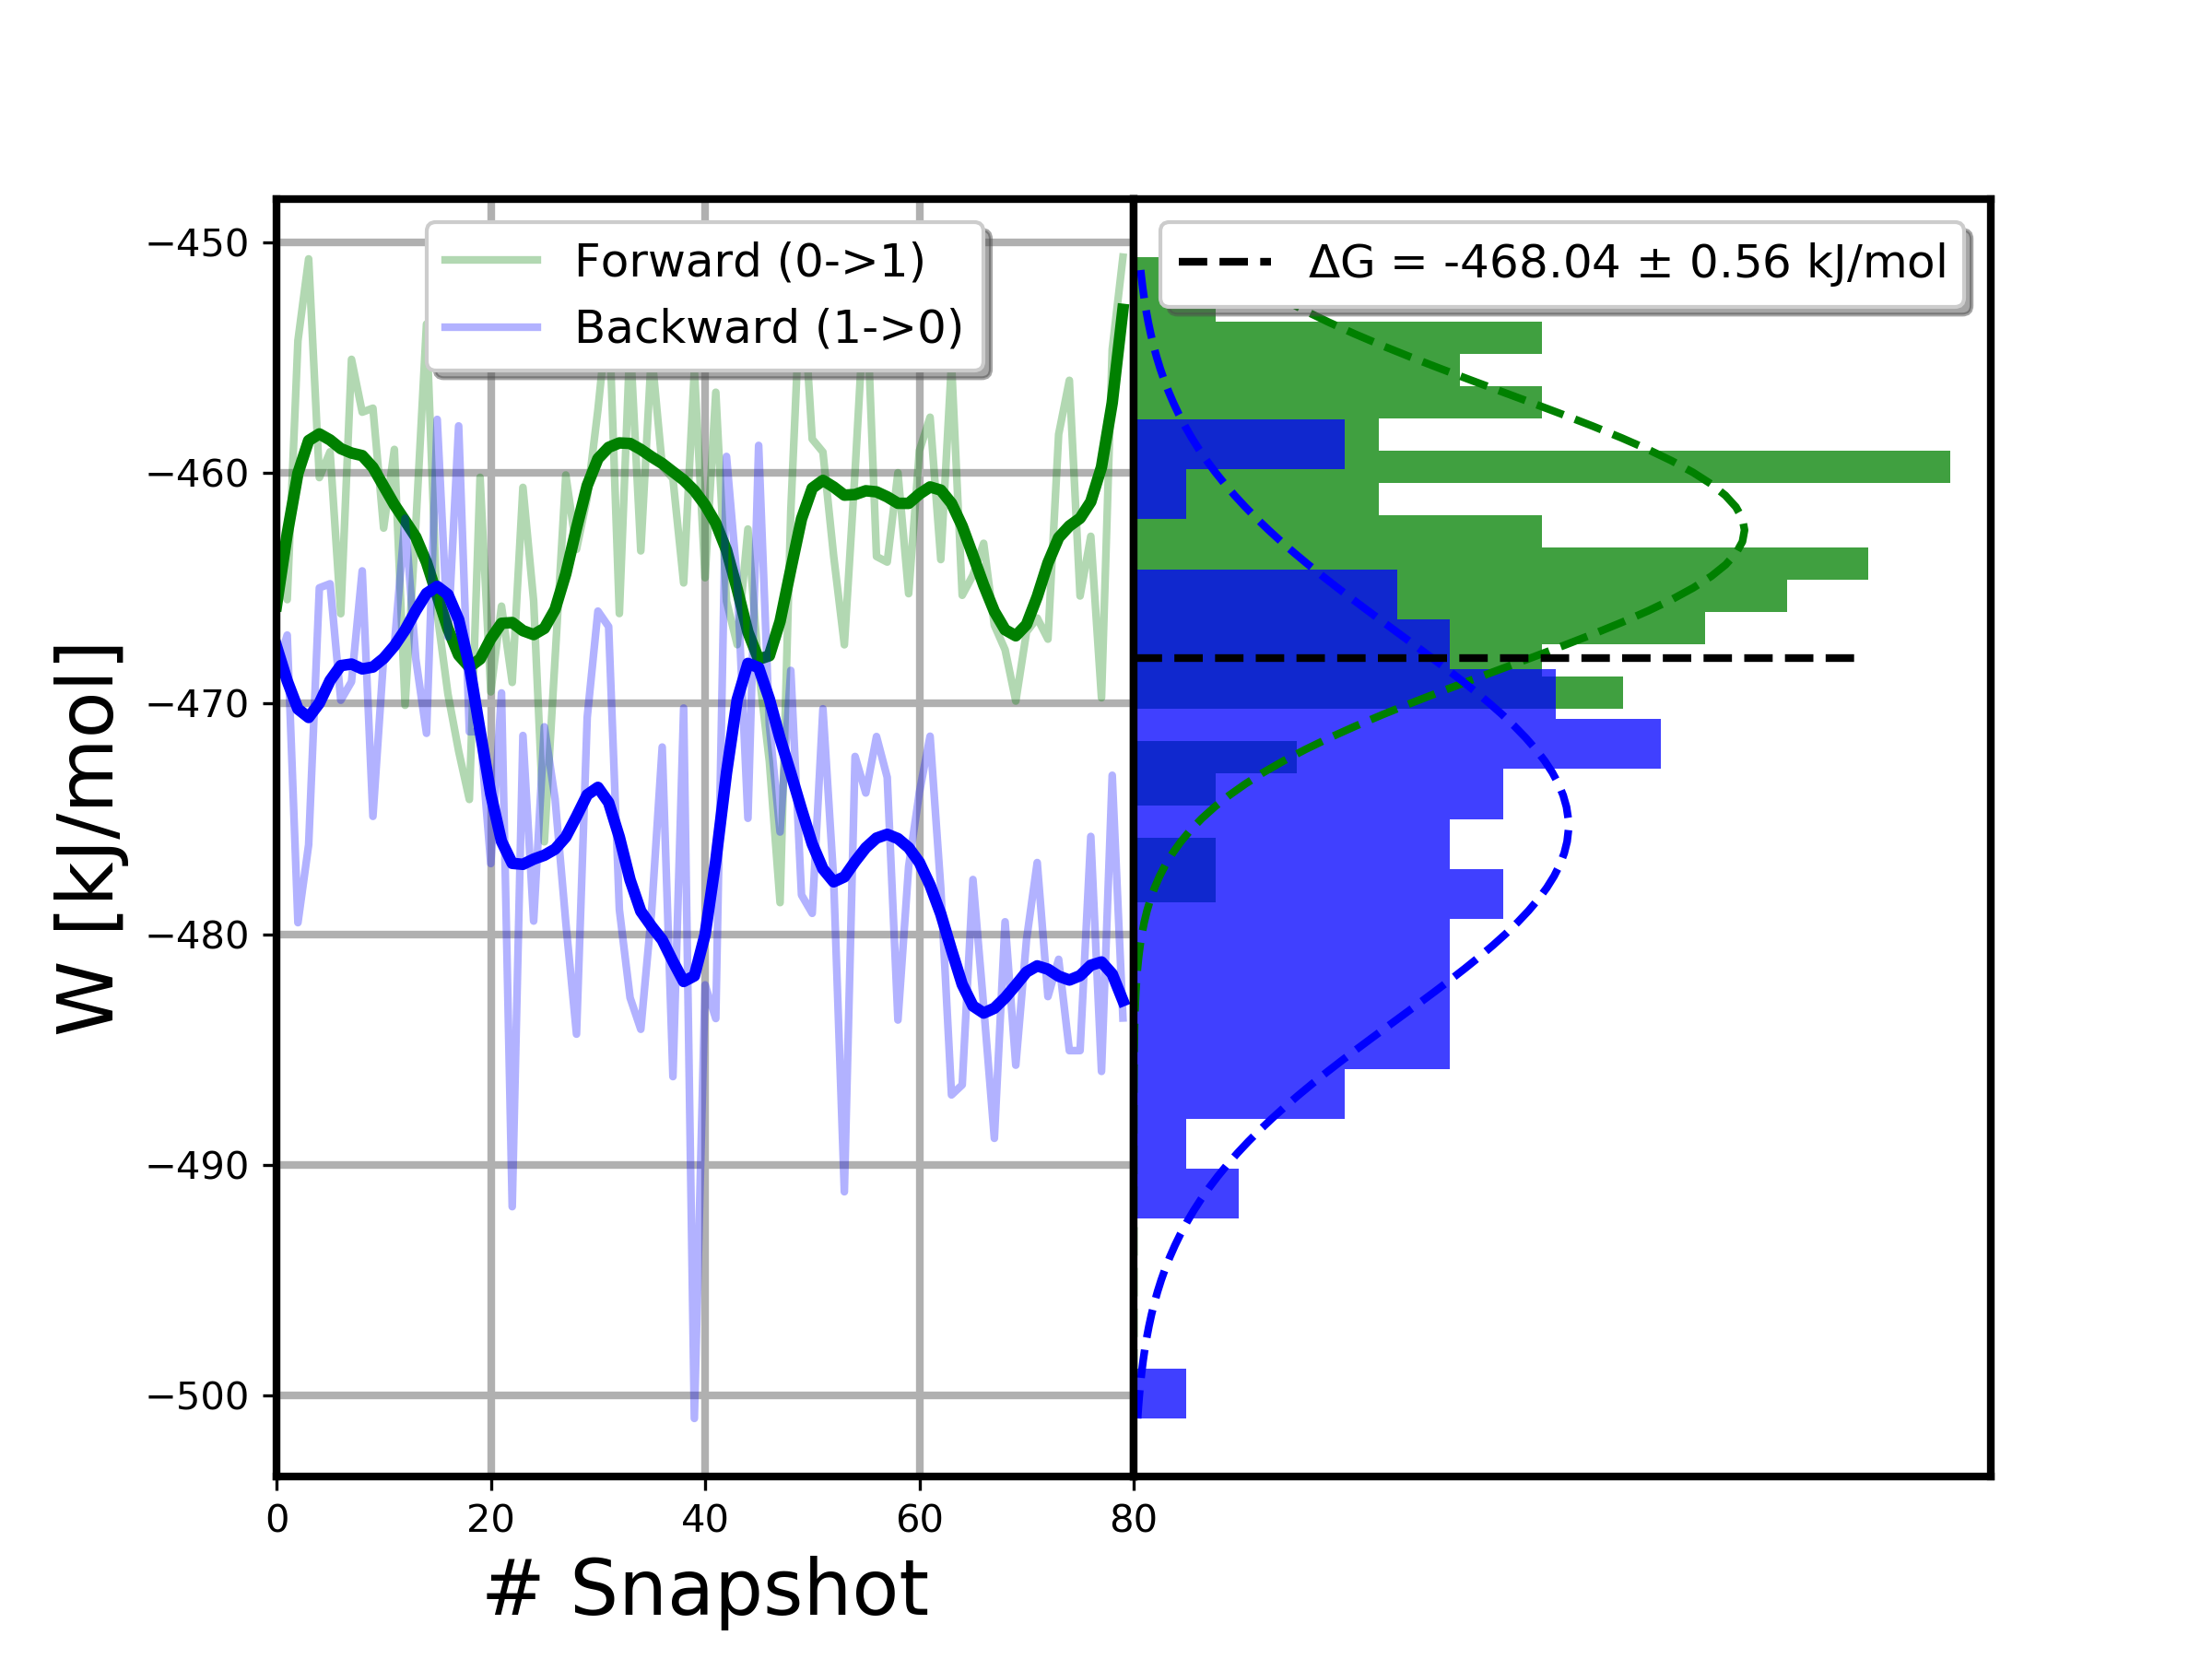 Forward (0->1)
Backward (1->0)
ΔG = -468.04 ± 0.56 kJ/mol
W [kJ/mol]
−450
−460
−470
−480
−490
−500
0 20 40 60 80
# Snapshot